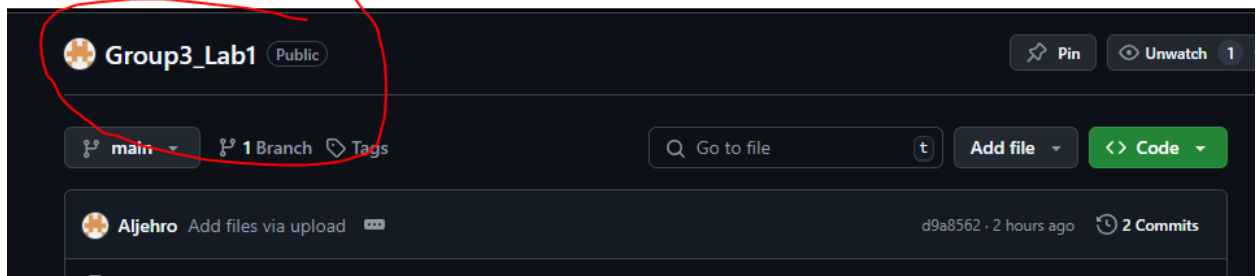 Group3_Lab1 Public
Pin
Unwatch 1
main
1 Branch
Tags
Go to file t
Add file
Code
Aljehro Add files via upload
d9a8562 · 2 hours ago
2 Commits